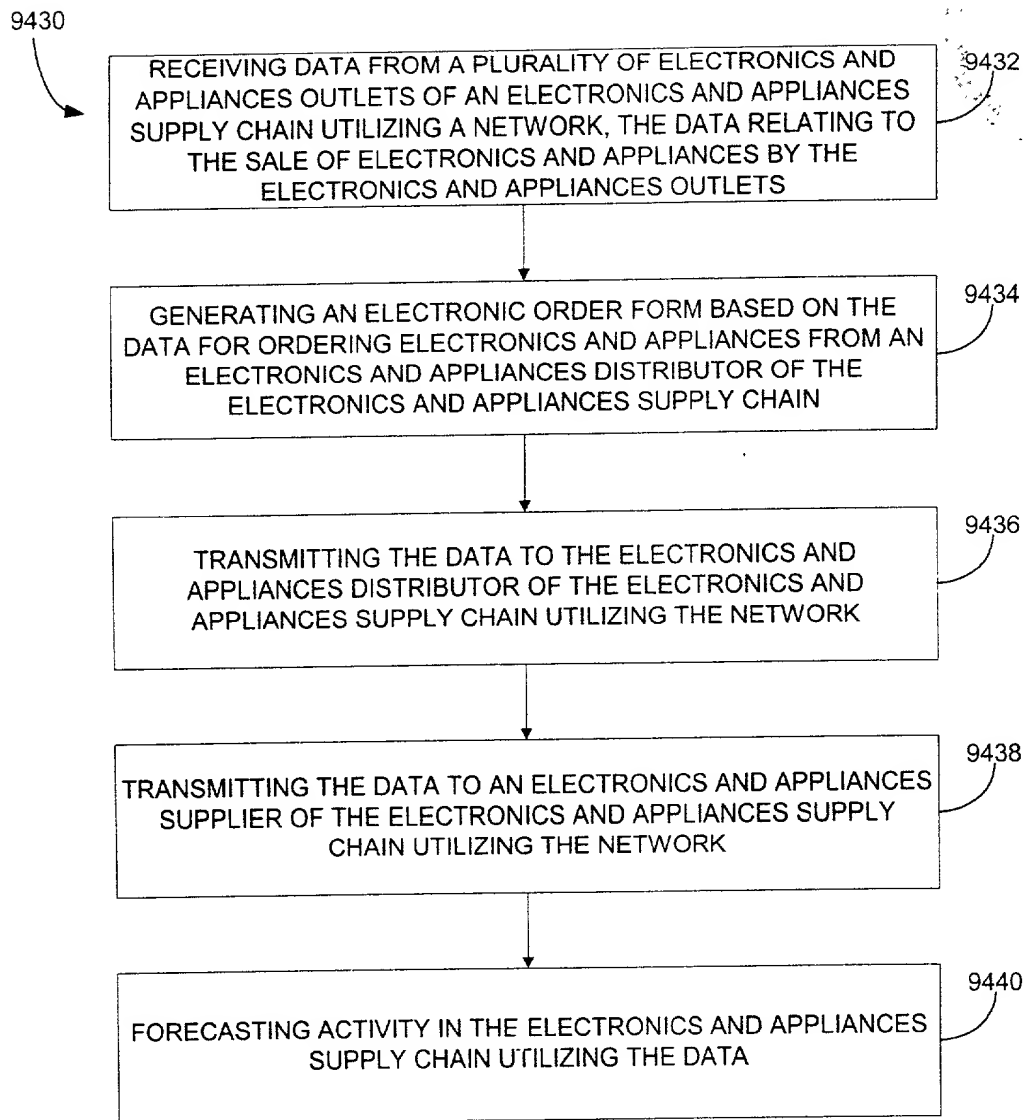 9430
RECEIVING DATA FROM A PLURALITY OF ELECTRONICS AND
APPLIANCES OUTLETS OF AN ELECTRONICS AND APPLIANCES
SUPPLY CHAIN UTILIZING A NETWORK, THE DATA RELATING TO
THE SALE OF ELECTRONICS AND APPLIANCES BY THE
ELECTRONICS AND APPLIANCES OUTLETS
9432
GENERATING AN ELECTRONIC ORDER FORM BASED ON THE
DATA FOR ORDERING ELECTRONICS AND APPLIANCES FROM AN
ELECTRONICS AND APPLIANCES DISTRIBUTOR OF THE
ELECTRONICS AND APPLIANCES SUPPLY CHAIN
9434
TRANSMITTING THE DATA TO THE ELECTRONICS AND
APPLIANCES DISTRIBUTOR OF THE ELECTRONICS AND
APPLIANCES SUPPLY CHAIN UTILIZING THE NETWORK
9436
TRANSMITTING THE DATA TO AN ELECTRONICS AND APPLIANCES
SUPPLIER OF THE ELECTRONICS AND APPLIANCES SUPPLY
CHAIN UTILIZING THE NETWORK
9438
FORECASTING ACTIVITY IN THE ELECTRONICS AND APPLIANCES
SUPPLY CHAIN UTILIZING THE DATA
9440